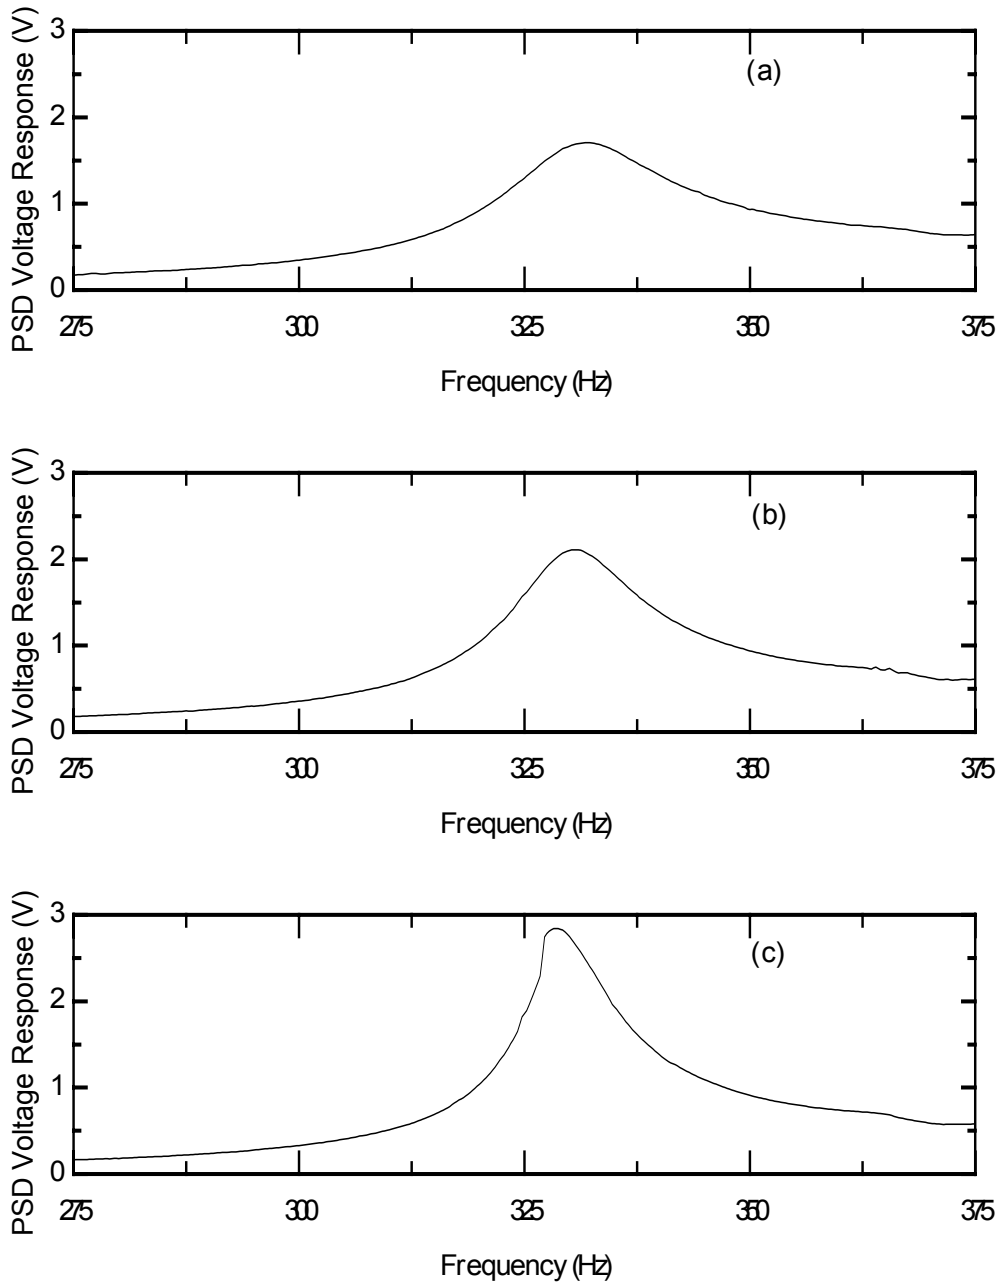 PSD Voltage Response (V)
3
2
1
0
(a)
275 300 325 350 375
Frequency (Hz)
PSD Voltage Response (V)
3
2
1
0
(b)
275 300 325 350 375
Frequency (Hz)
PSD Voltage Response (V)
3
2
1
0
(c)
275 300 325 350 375
Frequency (Hz)